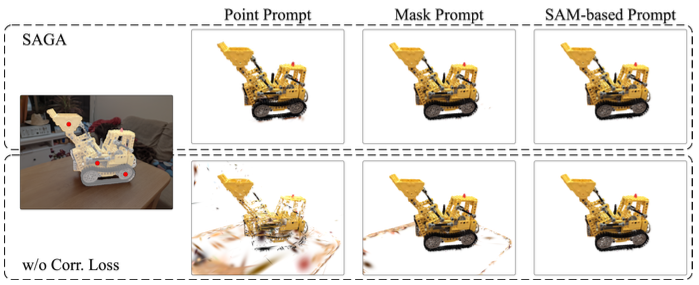 Point Prompt
Mask Prompt
SAM-based Prompt
SAGA
w/o Corr. Loss